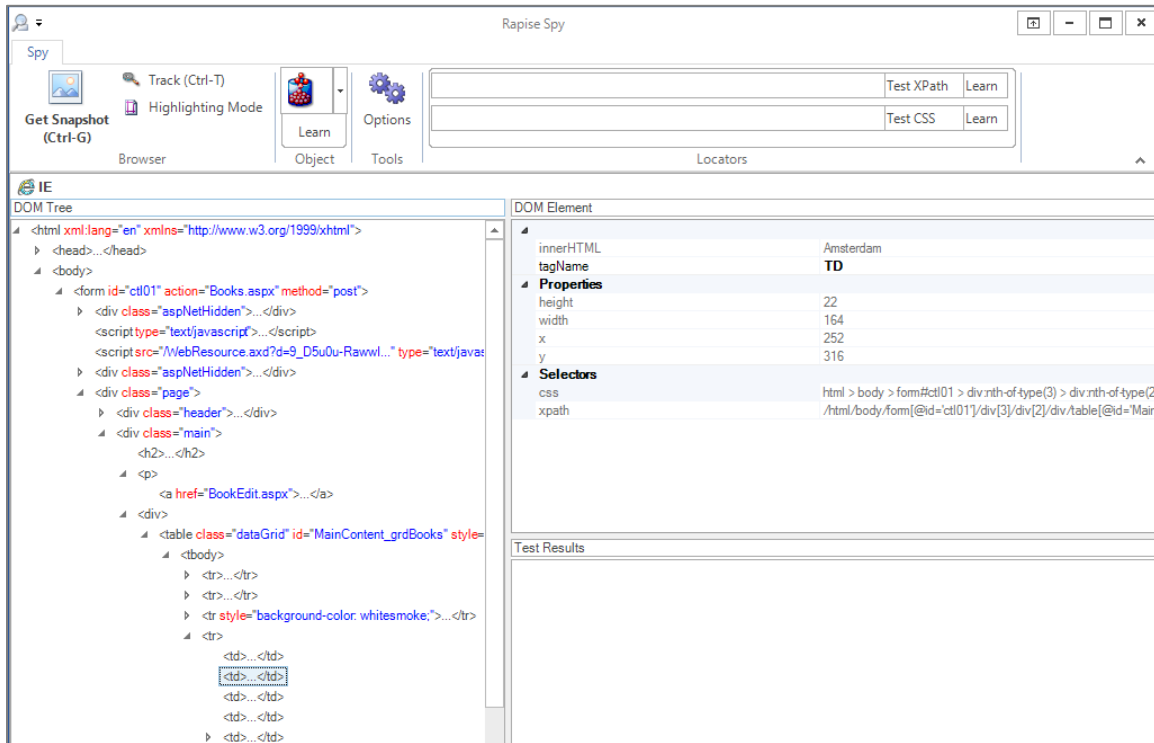 Rapise Spy
Spy
Get Snapshot
(Ctrl-G)
Track (Ctrl-T)
Highlighting Mode
Browser
Learn
Object
Options
Tools
Test XPath
Learn
Test CSS
Learn
Locators
IE
DOM Tree
<html xml:lang="en" xmlns="http://www.w3.org/1999/xhtml">
<head>...</head>
<body>
<form id="ctl01" action="Books.aspx" method="post">
<div class="aspNetHidden">...</div>
<script type="text/javascript">...</script>
<script src="/WebResource.axd?d=9_D5u0u-RawwI..." type="text/javas
<div class="aspNetHidden">...</div>
<div class="page">
<div class="header">...</div>
<div class="main">
<h2>...</h2>
<p>
<a href="BookEdit.aspx">...</a>
<div>
<table class="dataGrid" id="MainContent_grdBooks" style=
<tbody>
<tr>...</tr>
<tr>...</tr>
<tr style="background-color: whitesmoke;">...</tr>
<tr>
<td>...</td>
<td>...</td>
<td>...</td>
<td>...</td>
<td>...</td>
DOM Element
innerHTML Amsterdam
tagName TD
Properties
height 22
width 164
x 252
y 316
Selectors
css html > body > form#ctl01 > div:nth-of-type(3) > div:nth-of-type(2
xpath /html/body/form[@id='ctl01']/div[3]/div[2]/div/table[@id='Mai
Test Results